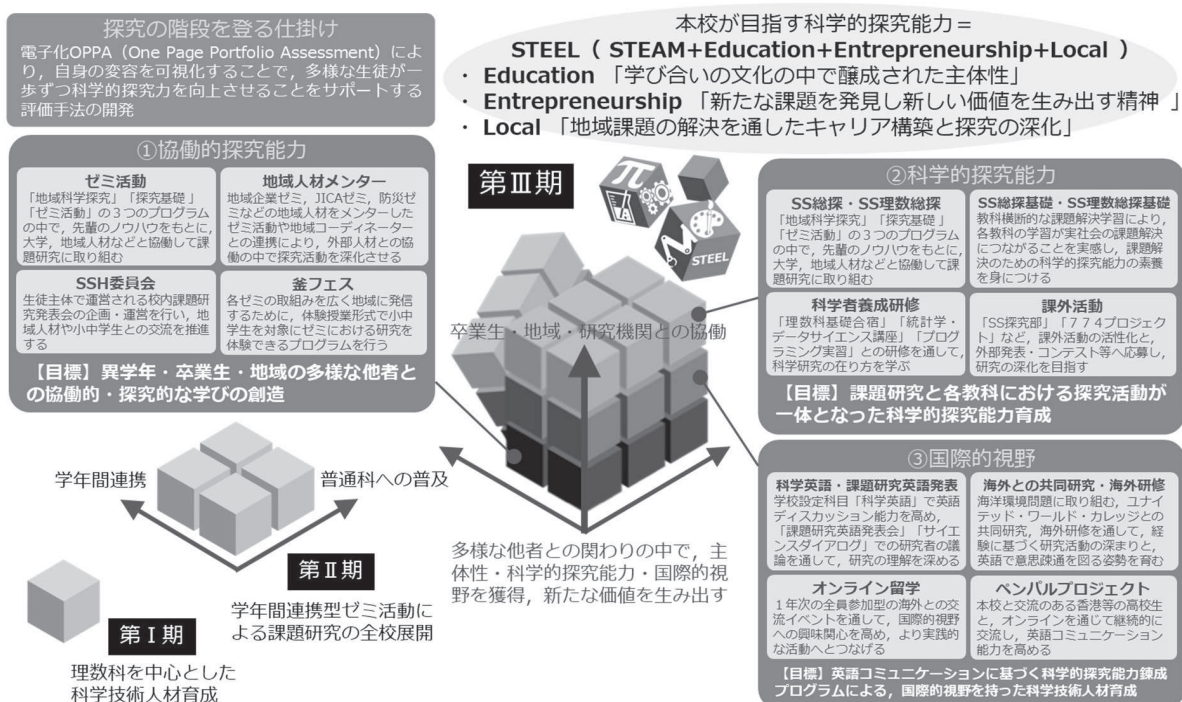 探究の階段を登る仕掛け
電子化OPPA（One Page Portfolio Assessment）によ
り，自身の変容を可視化することで，多様な生徒が一
歩ずつ科学的探究力を向上させることをサポートする
評価手法の開発
本校が目指す科学的探究能力＝
STEEL（ STEAM+Education+Entrepreneurship+Local ）
・ Education 「学び合いの文化の中で醸成された主体性」
・ Entrepreneurship 「新たな課題を発見し新しい価値を生み出す精神 」
・ Local 「地域課題の解決を通したキャリア構築と探究の深化」
①協働的探究能力
ゼミ活動
「地域科学探究」「探究基礎」
「ゼミ活動」の３つのプログラム
の中で，先輩のノウハウをもとに，
大学，地域人材などと協働して課
題研究に取り組む
地域人材メンター
地域企業ゼミ，JICAゼミ，防災ゼ
ミなどの地域人材をメンターした
ゼミ活動や地域コーディネーター
との連携により，外部人材との協
働の中で探究活動を深化させる
SSH委員会
生徒主体で運営される校内課題研
究発表会の企画・運営を行い，地
域人材や小中学生との交流を推進
する
釜フェス
各ゼミの取組みを広く地域に発信
するために，体験授業形式で小中
学生を対象にゼミにおける研究を
体験できるプログラムを行う
【目標】異学年・卒業生・地域の多様な他者と
の協働的・探究的な学びの創造
第Ⅲ期
π
M
STEEL
卒業生・地域・研究機関との協働
②科学的探究能力
SS総探・SS理数総探
「地域科学探究」「探究基礎」
「ゼミ活動」の３つのプログラム
の中で，先輩のノウハウをもとに，
大学，地域人材などと協働して課
題研究に取り組む
SS総探基礎・SS理数総探基礎
教科横断的な課題解決学習により，
各教科の学習が実社会の課題解決
につながることを実感し，課題解
決のための科学的探究能力の素養
を身につける
科学者養成研修
「理数科基礎合宿」「統計学・
データサイエンス講座」「プログ
ラミング実習」との研修を通して，
科学研究の在り方を学ぶ
課外活動
「SS探究部」「７７４プロジェク
ト」など，課外活動の活性化と，
外部発表・コンテスト等へ応募し，
研究の深化を目指す
【目標】課題研究と各教科における探究活動が
一体となった科学的探究能力育成
学年間連携
普通科への普及
第Ⅰ期
理数科を中心とした
科学技術人材育成
第Ⅱ期
学年間連携型ゼミ活動に
よる課題研究の全校展開
多様な他者との関わりの中で，主
体性・科学的探究能力・国際的視
野を獲得，新たな価値を生み出す
③国際的視野
科学英語・課題研究英語発表
学校設定科目「科学英語」で英語
ディスカッション能力を高め，
「課題研究英語発表会」「サイエ
ンスダイアログ」での研究者の議
論を通して，研究の理解を深める
海外との共同研究・海外研修
海洋環境問題に取り組む，ユナイ
テッド・ワールド・カレッジとの
共同研究，海外研修を通して，経
験に基づく研究活動の深まりと，
英語で意思疎通を図る姿勢を育む
オンライン留学
１年次の全員参加型の海外との交
流イベントを通して，国際的視野
への興味関心を高め，より実践的
な活動へとつなげる
ペンパルプロジェクト
本校と交流のある香港等の高校生
と，オンラインを通じて継続的に
交流し，英語コミュニケーション
能力を高める
【目標】英語コミュニケーションに基づく科学的探究能力錬成
プログラムによる，国際的視野を持った科学技術人材育成